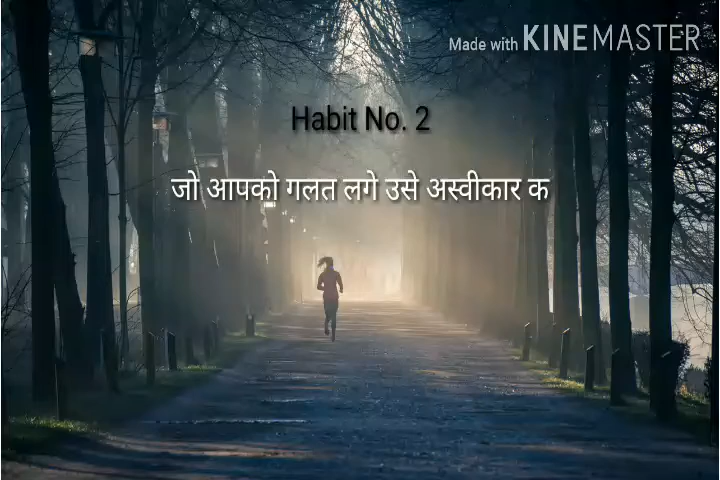 Made with KINEMASTER
Habit No. 2
जो आपको गलत लगे उसे अस्वीकार क